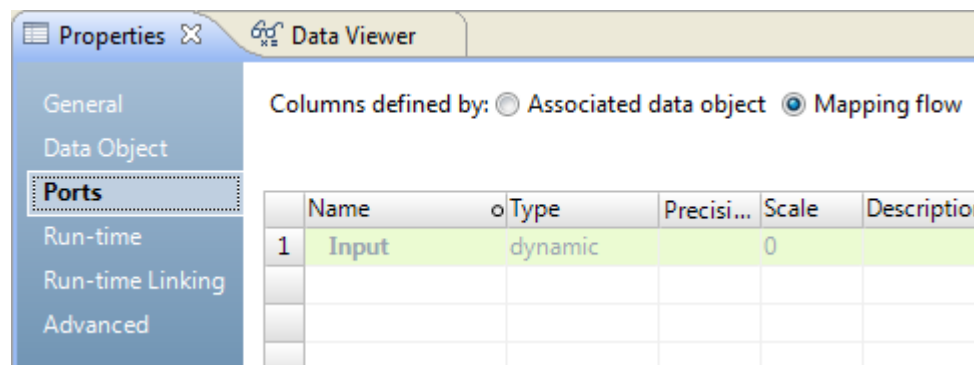 Properties Data Viewer
General
Columns defined by: Associated data object Mapping flow
Data Object
Ports
Name Type Precisi... Scale Descriptio
Run-time
1 Input dynamic 0
Run-time Linking
Advanced